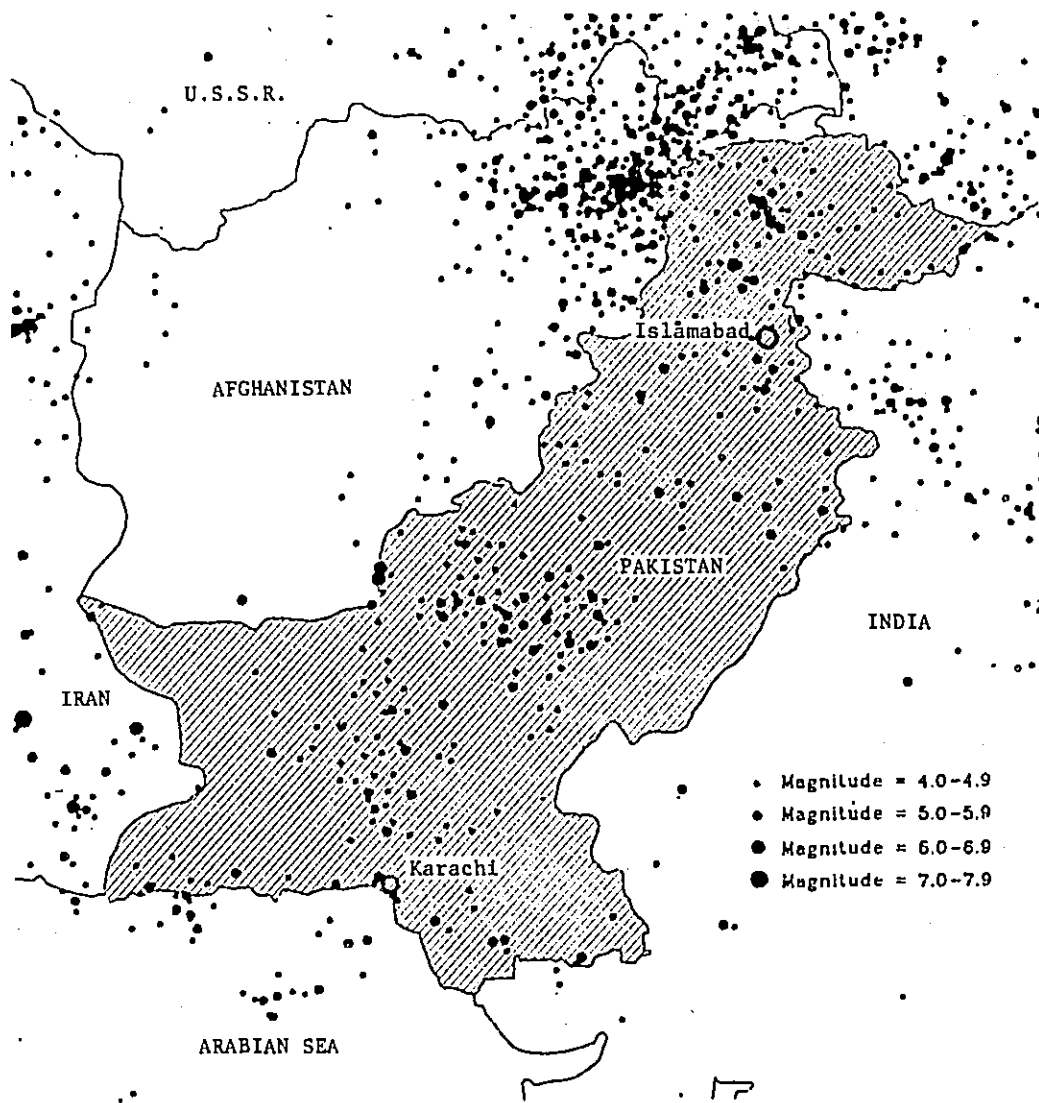 U.S.S.R.
Islamabad
AFGHANISTAN
PAKISTAN
INDIA
IRAN
Magnitude = 4.0-4.9
Magnitude = 5.0-5.9
Magnitude = 6.0-6.9
Magnitude = 7.0-7.9
Karachi
ARABIAN SEA